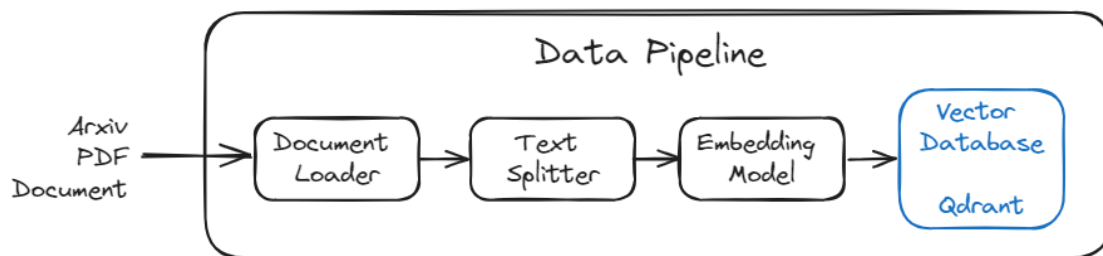 Data Pipeline
Arxiv
PDF
Document
Document
Loader
Text
Splitter
Embedding
Model
Vector
Database
Qdrant